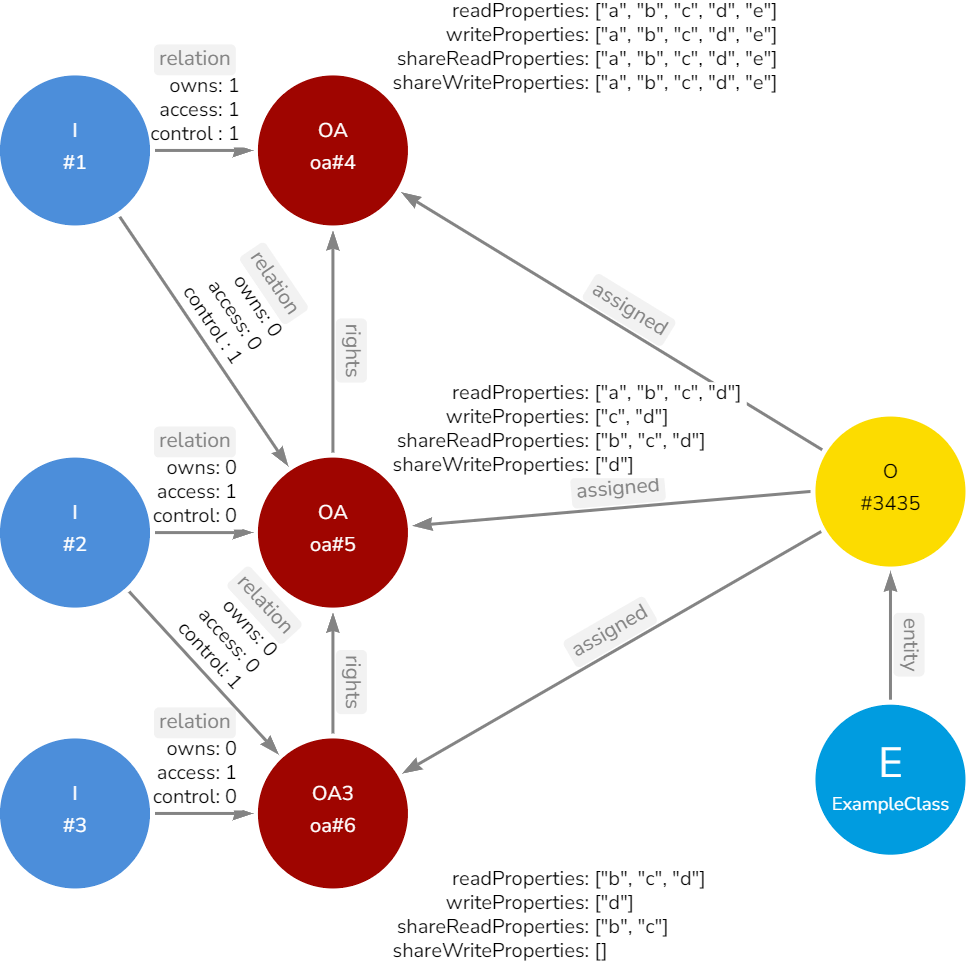 readProperties: ["a", "b", "c", "d", "e"]
writeProperties: ["a", "b", "c", "d", "e"]
shareReadProperties: ["a", "b", "c", "d", "e"]
shareWriteProperties: ["a", "b", "c", "d", "e"]
relation
owns: 1
access: 1
control : 1
I
#1
OA
oa#4
relation
owns: 0
access: 0
control : 1
rights
assigned
readProperties: ["a", "b", "c", "d"]
writeProperties: ["c", "d"]
shareReadProperties: ["b", "c", "d"]
shareWriteProperties: ["d"]
relation
owns: 0
access: 1
control: 0
I
#2
OA
oa#5
assigned
O
#3435
relation
owns: 0
access: 0
control: 1
rights
assigned
entity
relation
owns: 0
access: 1
control: 0
I
#3
OA3
oa#6
E
ExampleClass
readProperties: ["b", "c", "d"]
writeProperties: ["d"]
shareReadProperties: ["b", "c"]
shareWriteProperties: []